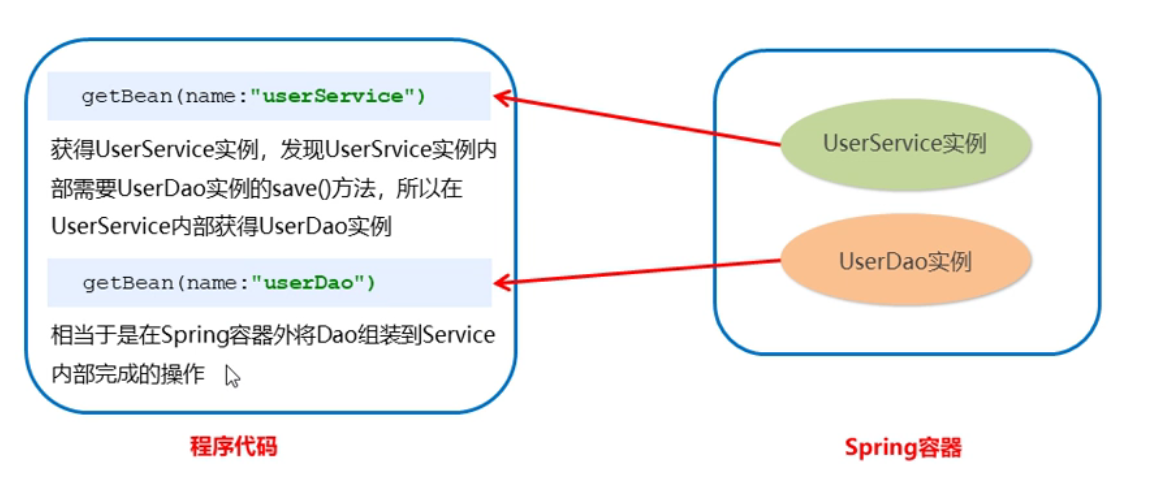 getBean(name:"userService")
获得UserService实例，发现UserSrvice实例内
部需要UserDao实例的save()方法，所以在
UserService内部获得UserDao实例
getBean(name:"userDao")
相当于是在Spring容器外将Dao组装到Service
内部完成的操作
程序代码
UserService实例
UserDao实例
Spring容器